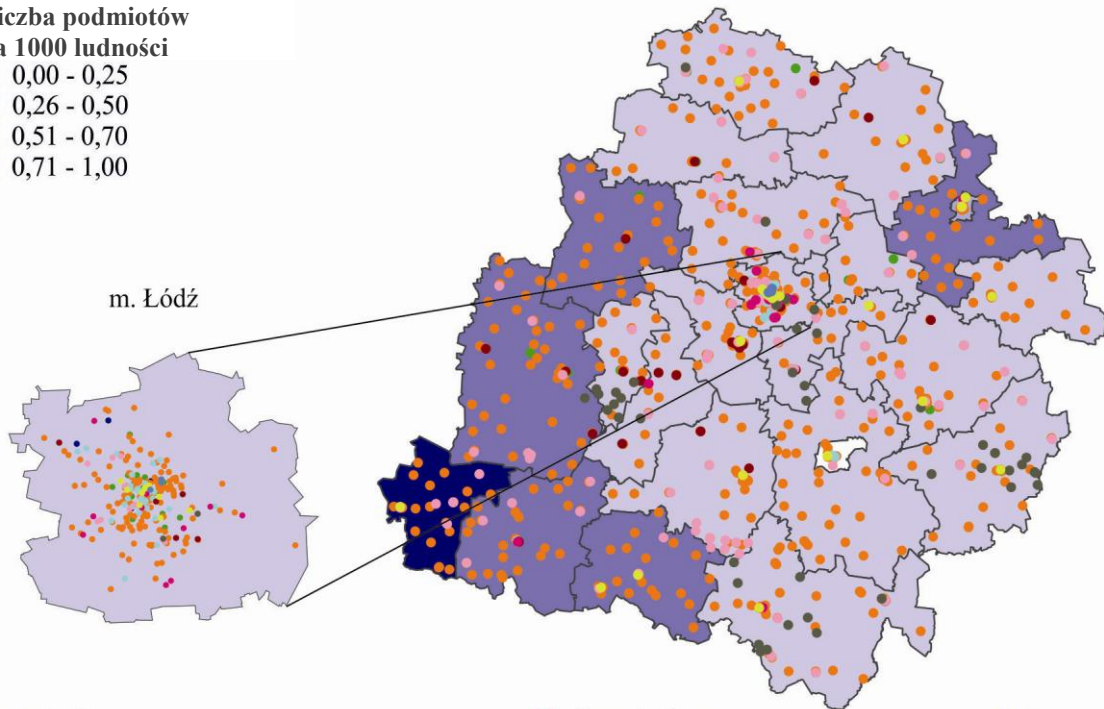 iczba podmiotów
a 1000 ludności
0,00 - 0,25
0,26 - 0,50
0,51 - 0,70
0,71 - 1,00
m. Łódź